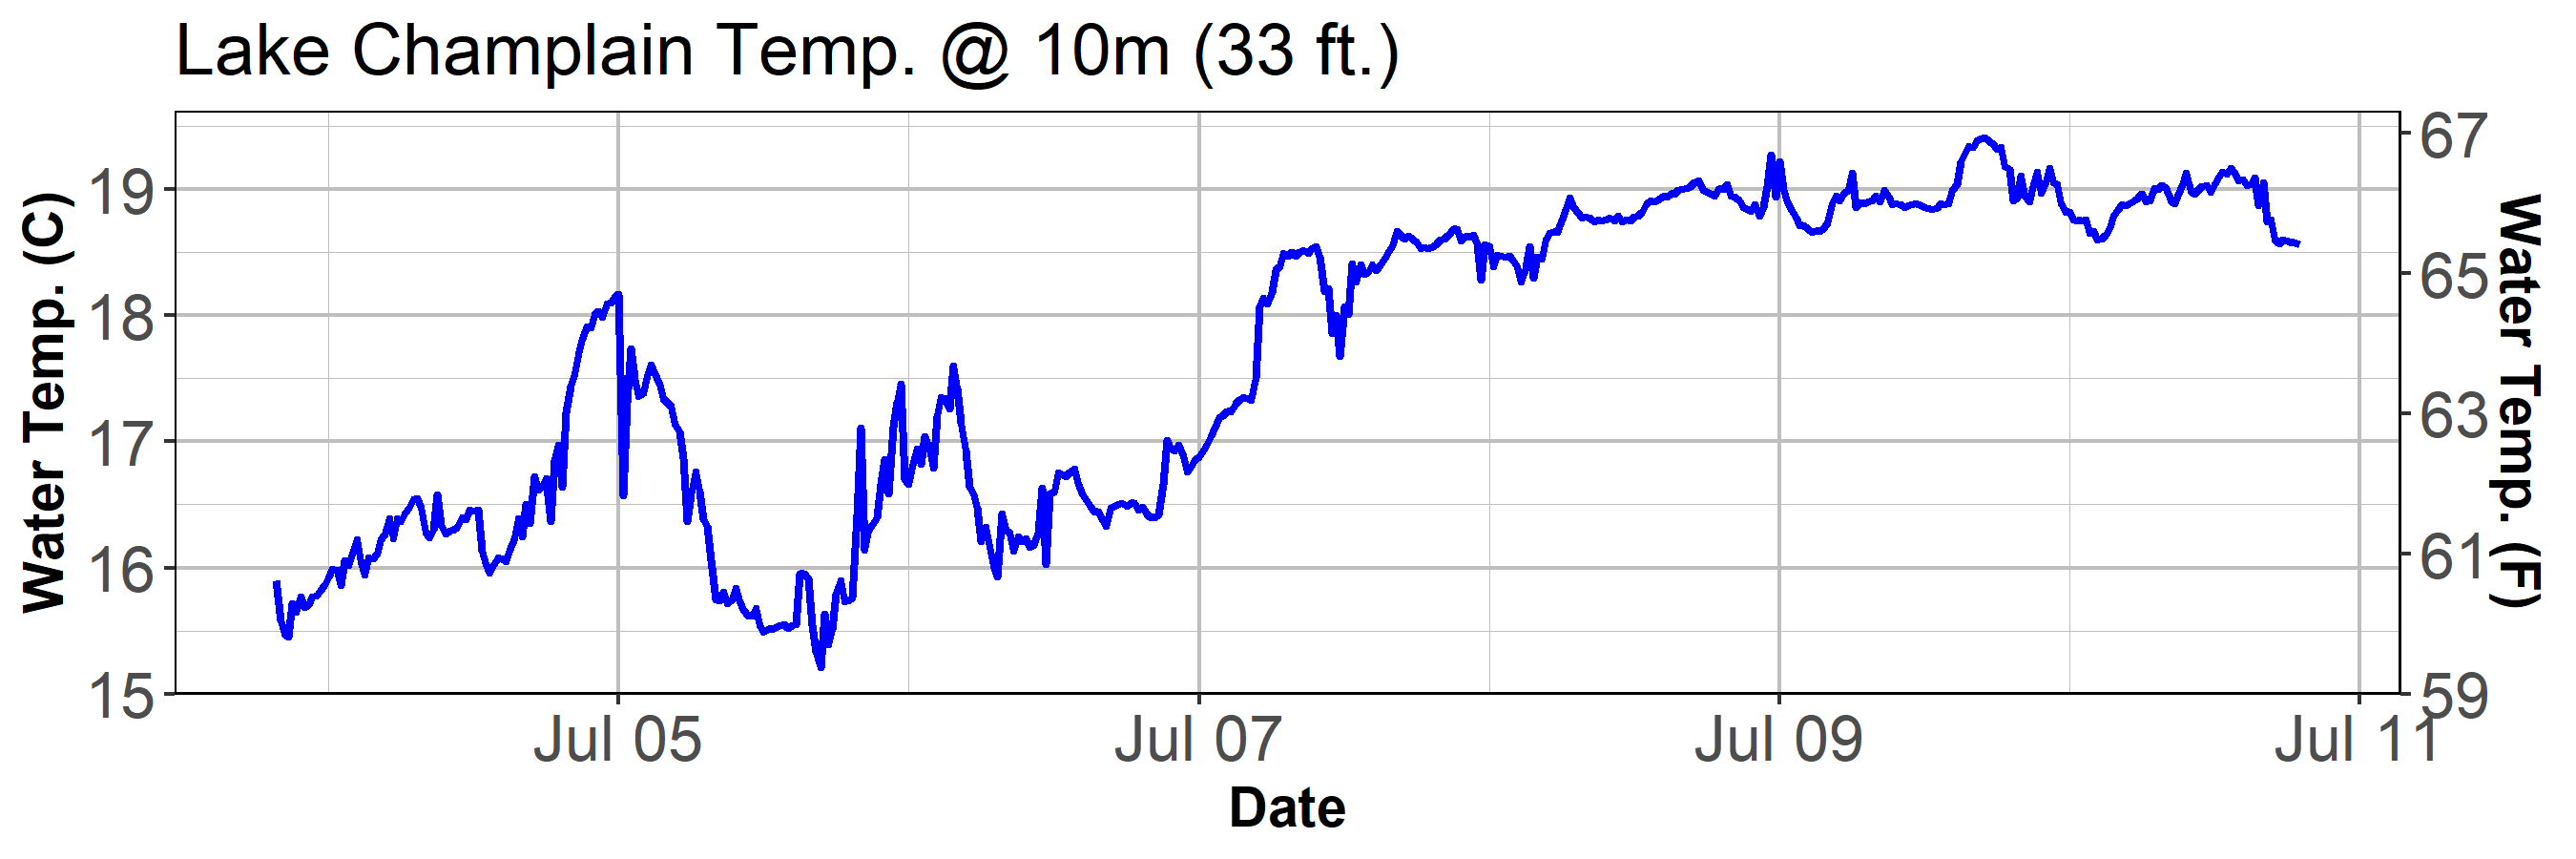 Lake Champlain Temp. @ 10m (33 ft.)
Water Temp. (C)
19
18
17
16
15
67
65
63
61
59
Water Temp. (F)
Jul 05
Jul 07
Jul 09
Jul 11
Date